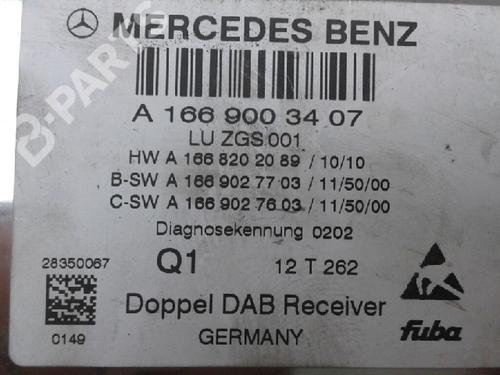 MERCEDES BENZ
A 166 900 34 07
LU ZGS 001
HW A 166 820 20 89 / 10/10
B-SW A 166 902 77 03 / 11/50/00
C-SW A 166 902 76 03 / 11/50/00
Diagnosekennung 0202
28350067
Q1 12 T 262
0149
Doppel DAB Receiver
GERMANY
fuba
B-PARTS